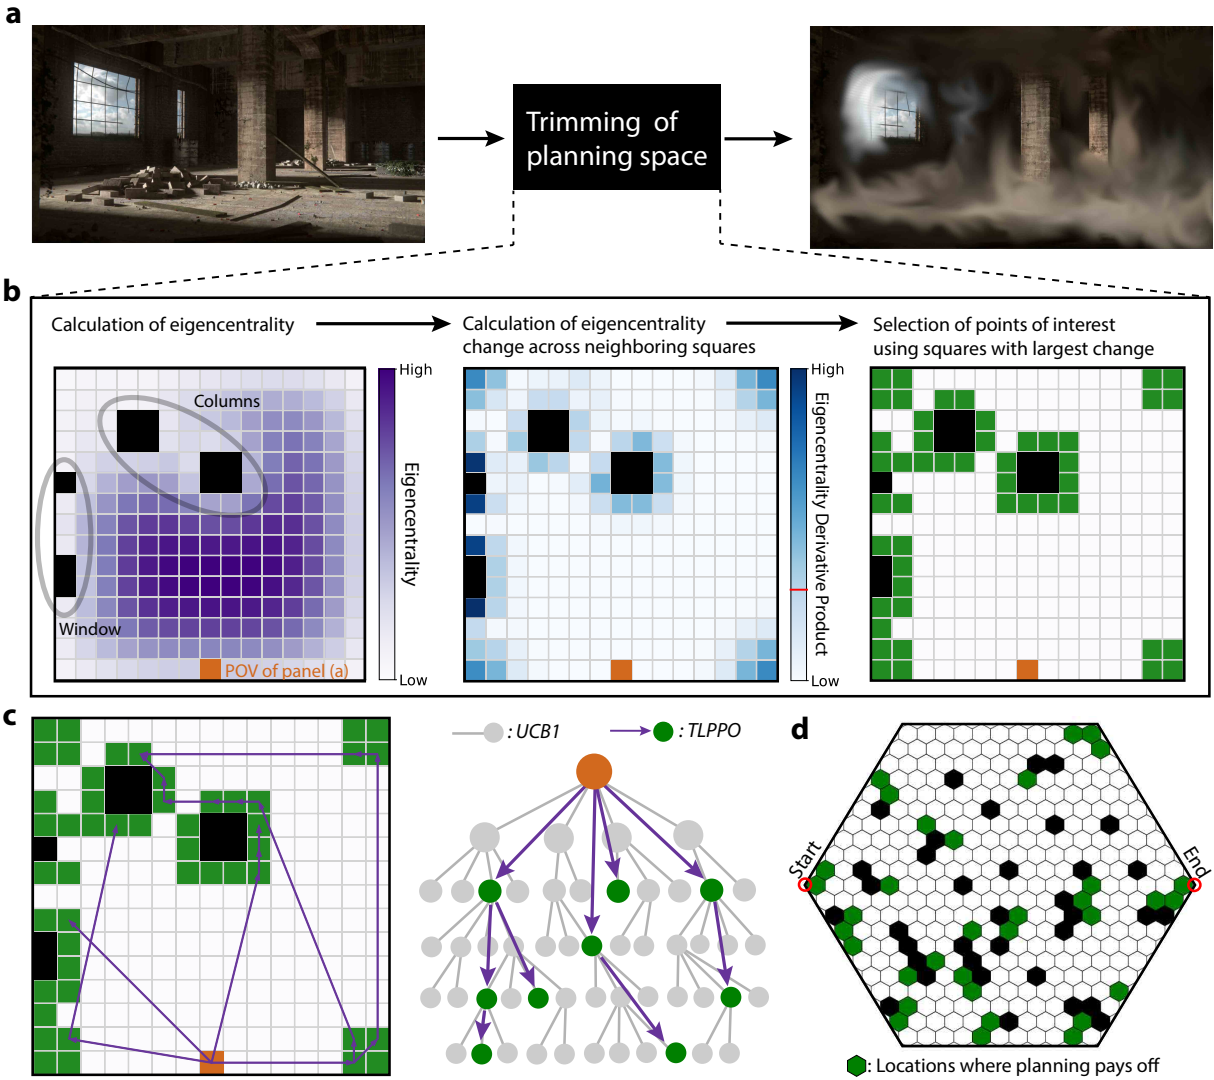 a
Trimming of
planning space
b
Calculation of eigencentrality
Calculation of eigencentrality
change across neighboring squares
Selection of points of interest
using squares with largest change
Columns
Window
POV of panel (a)
High
Eigencentrality
Low
High
Eigencentrality Derivative Product
Low
c
: UCB1
: TLPPO
d
Start
End
: Locations where planning pays off